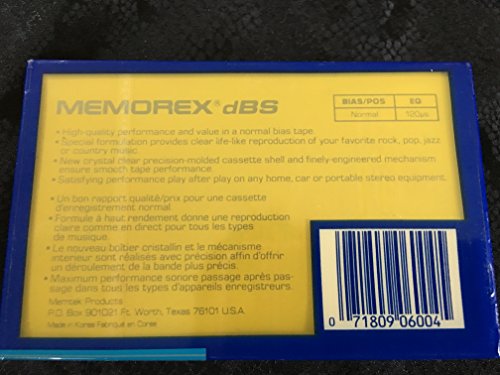 MEMOREX® dBS
BIAS/POS EQ
Normal 120µs
• High-quality performance and value in a normal bias tape.
• Special formulation provides clear life-like reproduction of your favorite rock, pop, jazz
or country music.
• New crystal clear precision-molded cassette shell and finely-engineered mechanism
ensure smooth tape performance.
• Satisfying performance play after play on any home, car or portable stereo equipment.
• Un bon rapport qualité/prix pour une cassette
d'enregistrement normal.
• Formule à haut rendement donne une reproduction
claire comme en direct pour tous les types
de musique.
• Le nouveau boîtier cristallin et le mécanisme
interieur sont réalisés avec précision affin d'offrir
un déroulement de la bande plus précis.
• Maximum performance sonore passage après pas-
sage dans tous les types d'appareils enregistreurs.
Memtek Products
P.O. Box 901021 Ft. Worth, Texas 76101 U.S.A.
Made in Korea Fabriqué en Corée
0 71809 06004